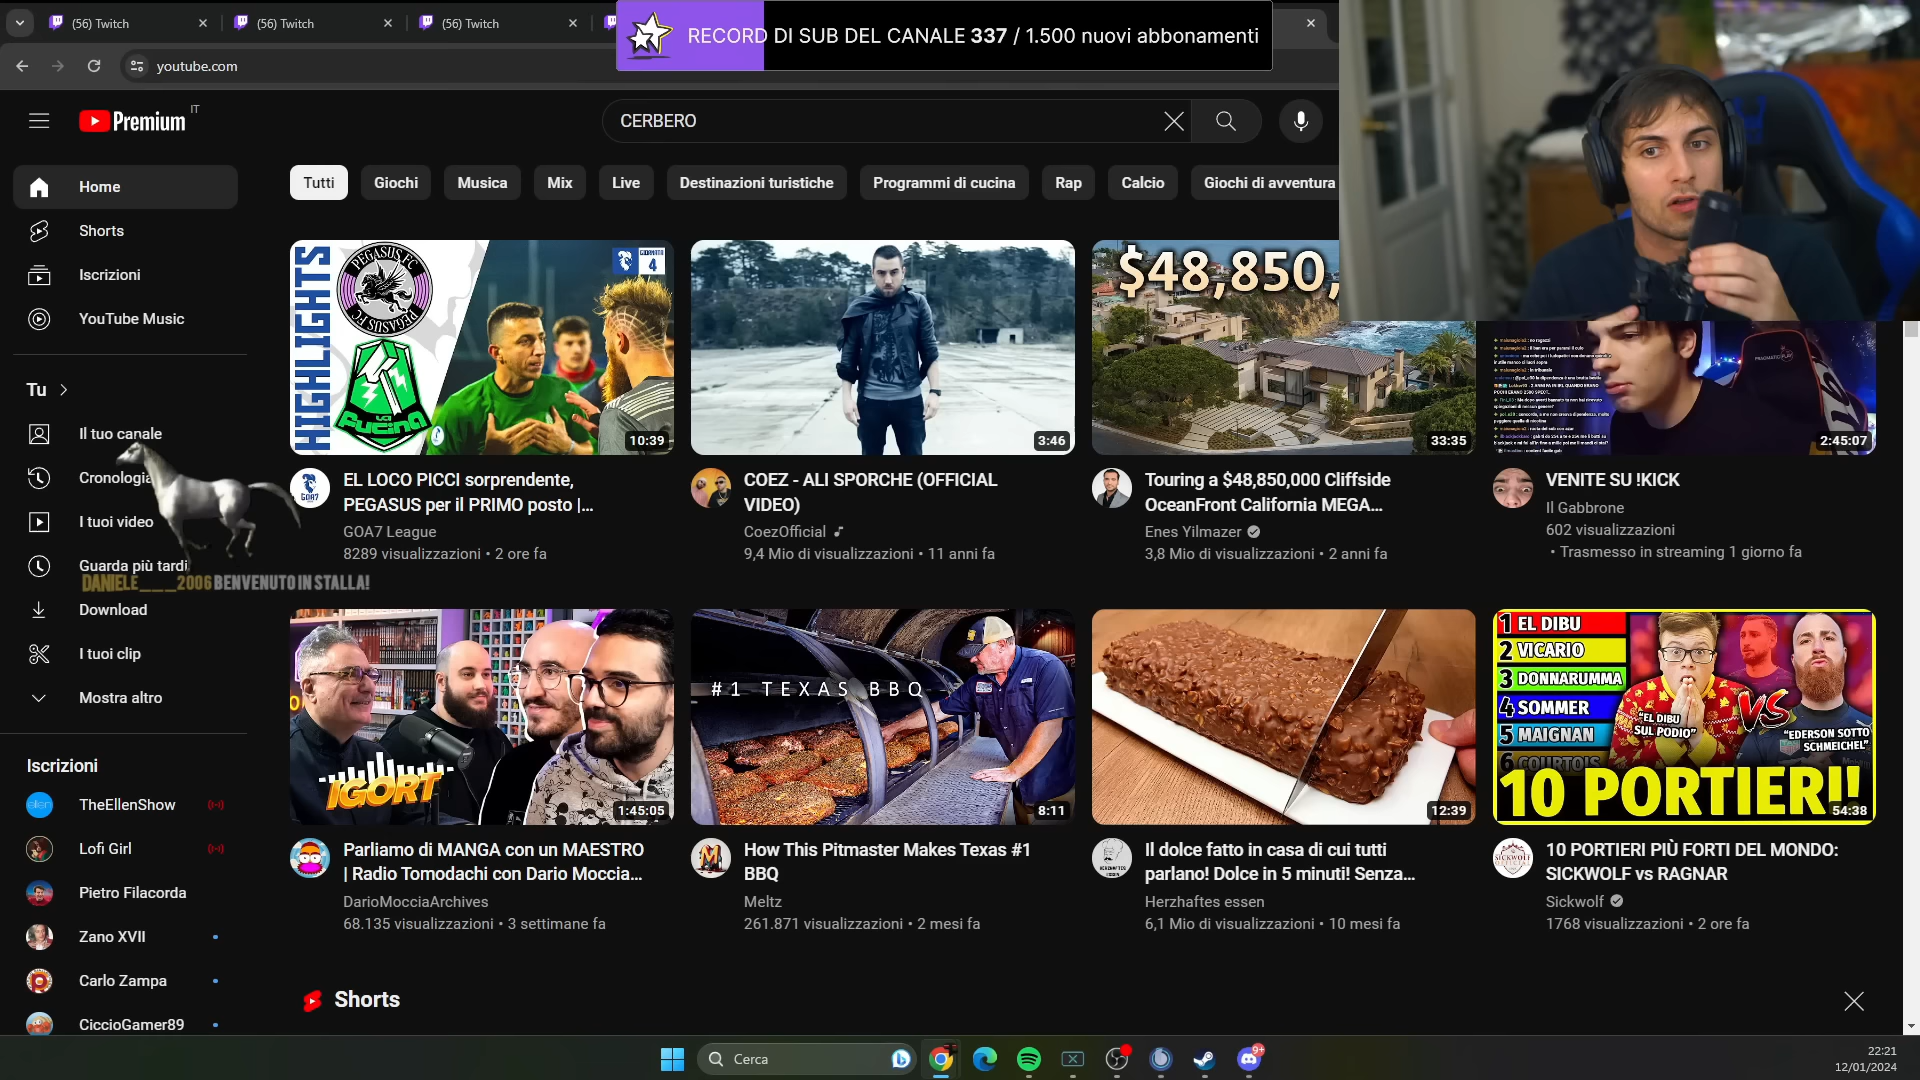 (56) Twitch
(56) Twitch
(56) Twitch
RECORD DI SUB DEL CANALE 337 / 1.500 nuovi abbonamenti
youtube.com
Premium
IT
CERBERO
Home
Shorts
Iscrizioni
YouTube Music
Tu
Il tuo canale
Cronologia
I tuoi video
Guarda più tardi
Download
I tuoi clip
Mostra altro
DANIELE___2006 BENVENUTO IN STALLA!
Iscrizioni
TheEllenShow
Lofi Girl
Pietro Filacorda
Zano XVII
Carlo Zampa
CiccioGamer89
Tutti
Giochi
Musica
Mix
Live
Destinazioni turistiche
Programmi di cucina
Rap
Calcio
Giochi di avventura
HIGHLIGHTS
PEGASUS FC
PEGASUS FC
La Fucina
GIORNATA
4
10:39
EL LOCO PICCI sorprendente,
PEGASUS per il PRIMO posto |...
GOA7 League
8289 visualizzazioni • 2 ore fa
3:46
COEZ - ALI SPORCHE (OFFICIAL
VIDEO)
CoezOfficial
9,4 Mio di visualizzazioni • 11 anni fa
$48,850,
33:35
Touring a $48,850,000 Cliffside
OceanFront California MEGA...
Enes Yilmazer
3,8 Mio di visualizzazioni • 2 anni fa
PRAGMATIC PLAY
2:45:07
VENITE SU !KICK
Il Gabbrone
602 visualizzazioni
• Trasmesso in streaming 1 giorno fa
IGORT
1:45:05
Parliamo di MANGA con un MAESTRO
| Radio Tomodachi con Dario Moccia...
DarioMocciaArchives
68.135 visualizzazioni • 3 settimane fa
#1 TEXAS BBQ
8:11
How This Pitmaster Makes Texas #1
BBQ
Meltz
261.871 visualizzazioni • 2 mesi fa
12:39
Il dolce fatto in casa di cui tutti
parlano! Dolce in 5 minuti! Senza...
Herzhaftes essen
6,1 Mio di visualizzazioni • 10 mesi fa
1 EL DIBU
2 VICARIO
3 DONNARUMMA
4 SOMMER
5 MAIGNAN
6 COURTOIS
"EL DIBU
SUL PODIO"
VS
"EDERSON SOTTO
SCHMEICHEL"
10 PORTIERI!
54:38
10 PORTIERI PIÙ FORTI DEL MONDO:
SICKWOLF vs RAGNAR
Sickwolf
1768 visualizzazioni • 2 ore fa
Shorts
Cerca
9+
22:21
12/01/2024